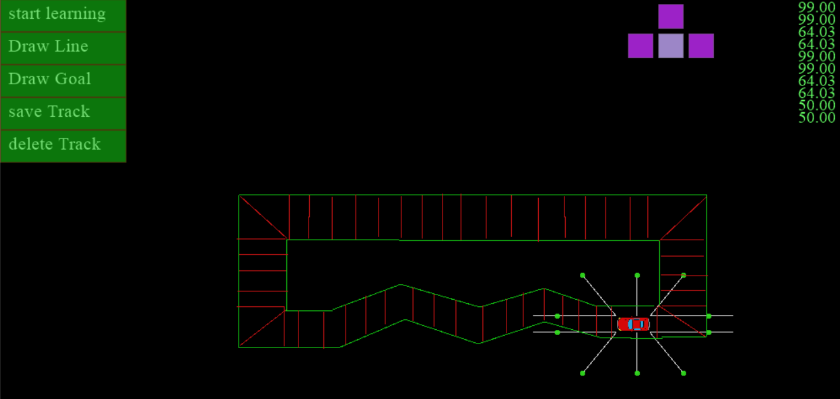 start learning
Draw Line
Draw Goal
save Track
delete Track
99.00
99.00
64.03
64.03
99.00
99.00
64.03
64.03
50.00
50.00